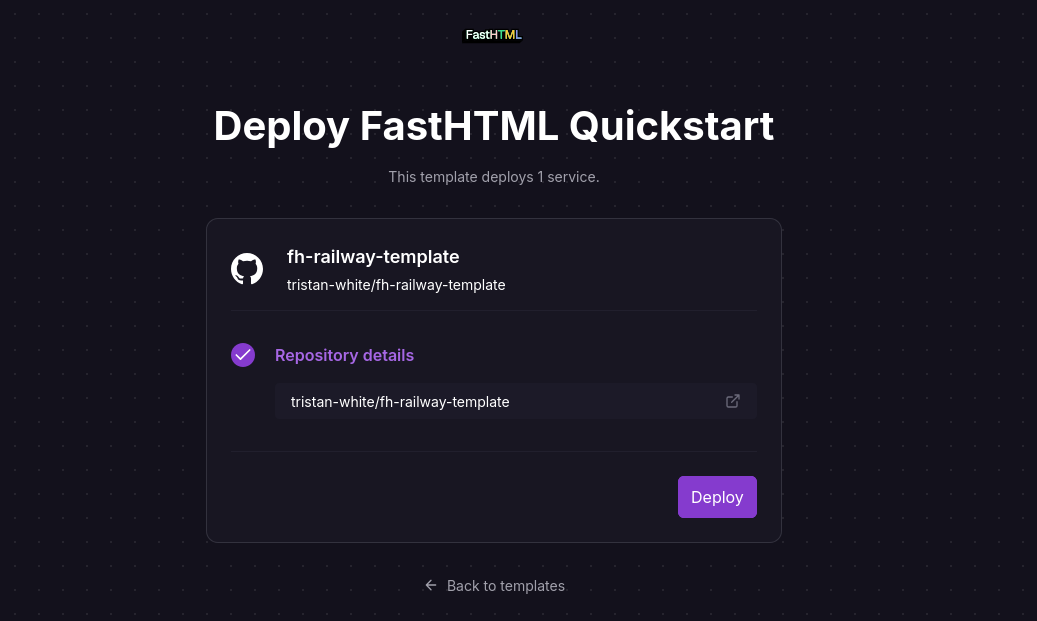 FastHTML
Deploy FastHTML Quickstart
This template deploys 1 service.
fh-railway-template
tristan-white/fh-railway-template
Repository details
tristan-white/fh-railway-template
Deploy
Back to templates